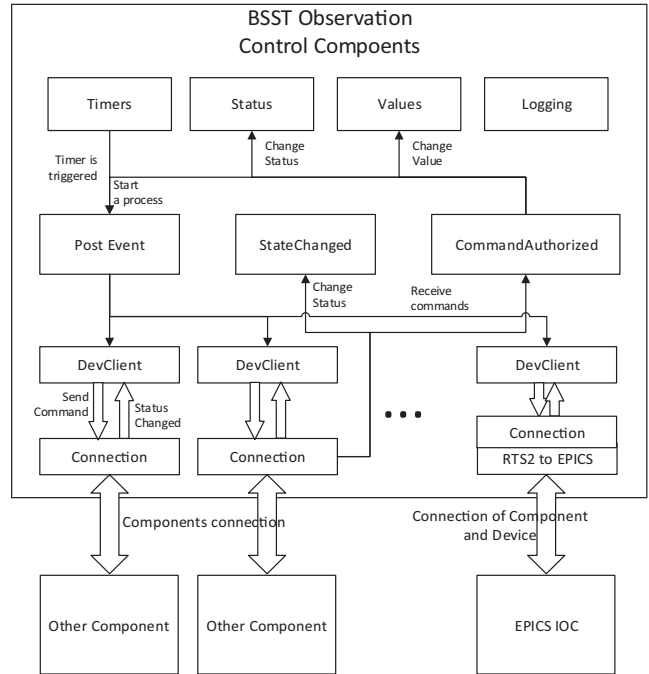 BSST Observation
Control Compoents
Timers
Status
Values
Logging
Timer is
triggered
Change
Status
Change
Value
Start
a process
Post Event
StateChanged
CommandAuthorized
Change
Status
Receive
commands
DevClient
DevClient
DevClient
Send
Command
Status
Changed
...
Connection
Connection
Connection
RTS2 to EPICS
Components connection
Connection of Component
and Device
Other Component
Other Component
EPICS IOC